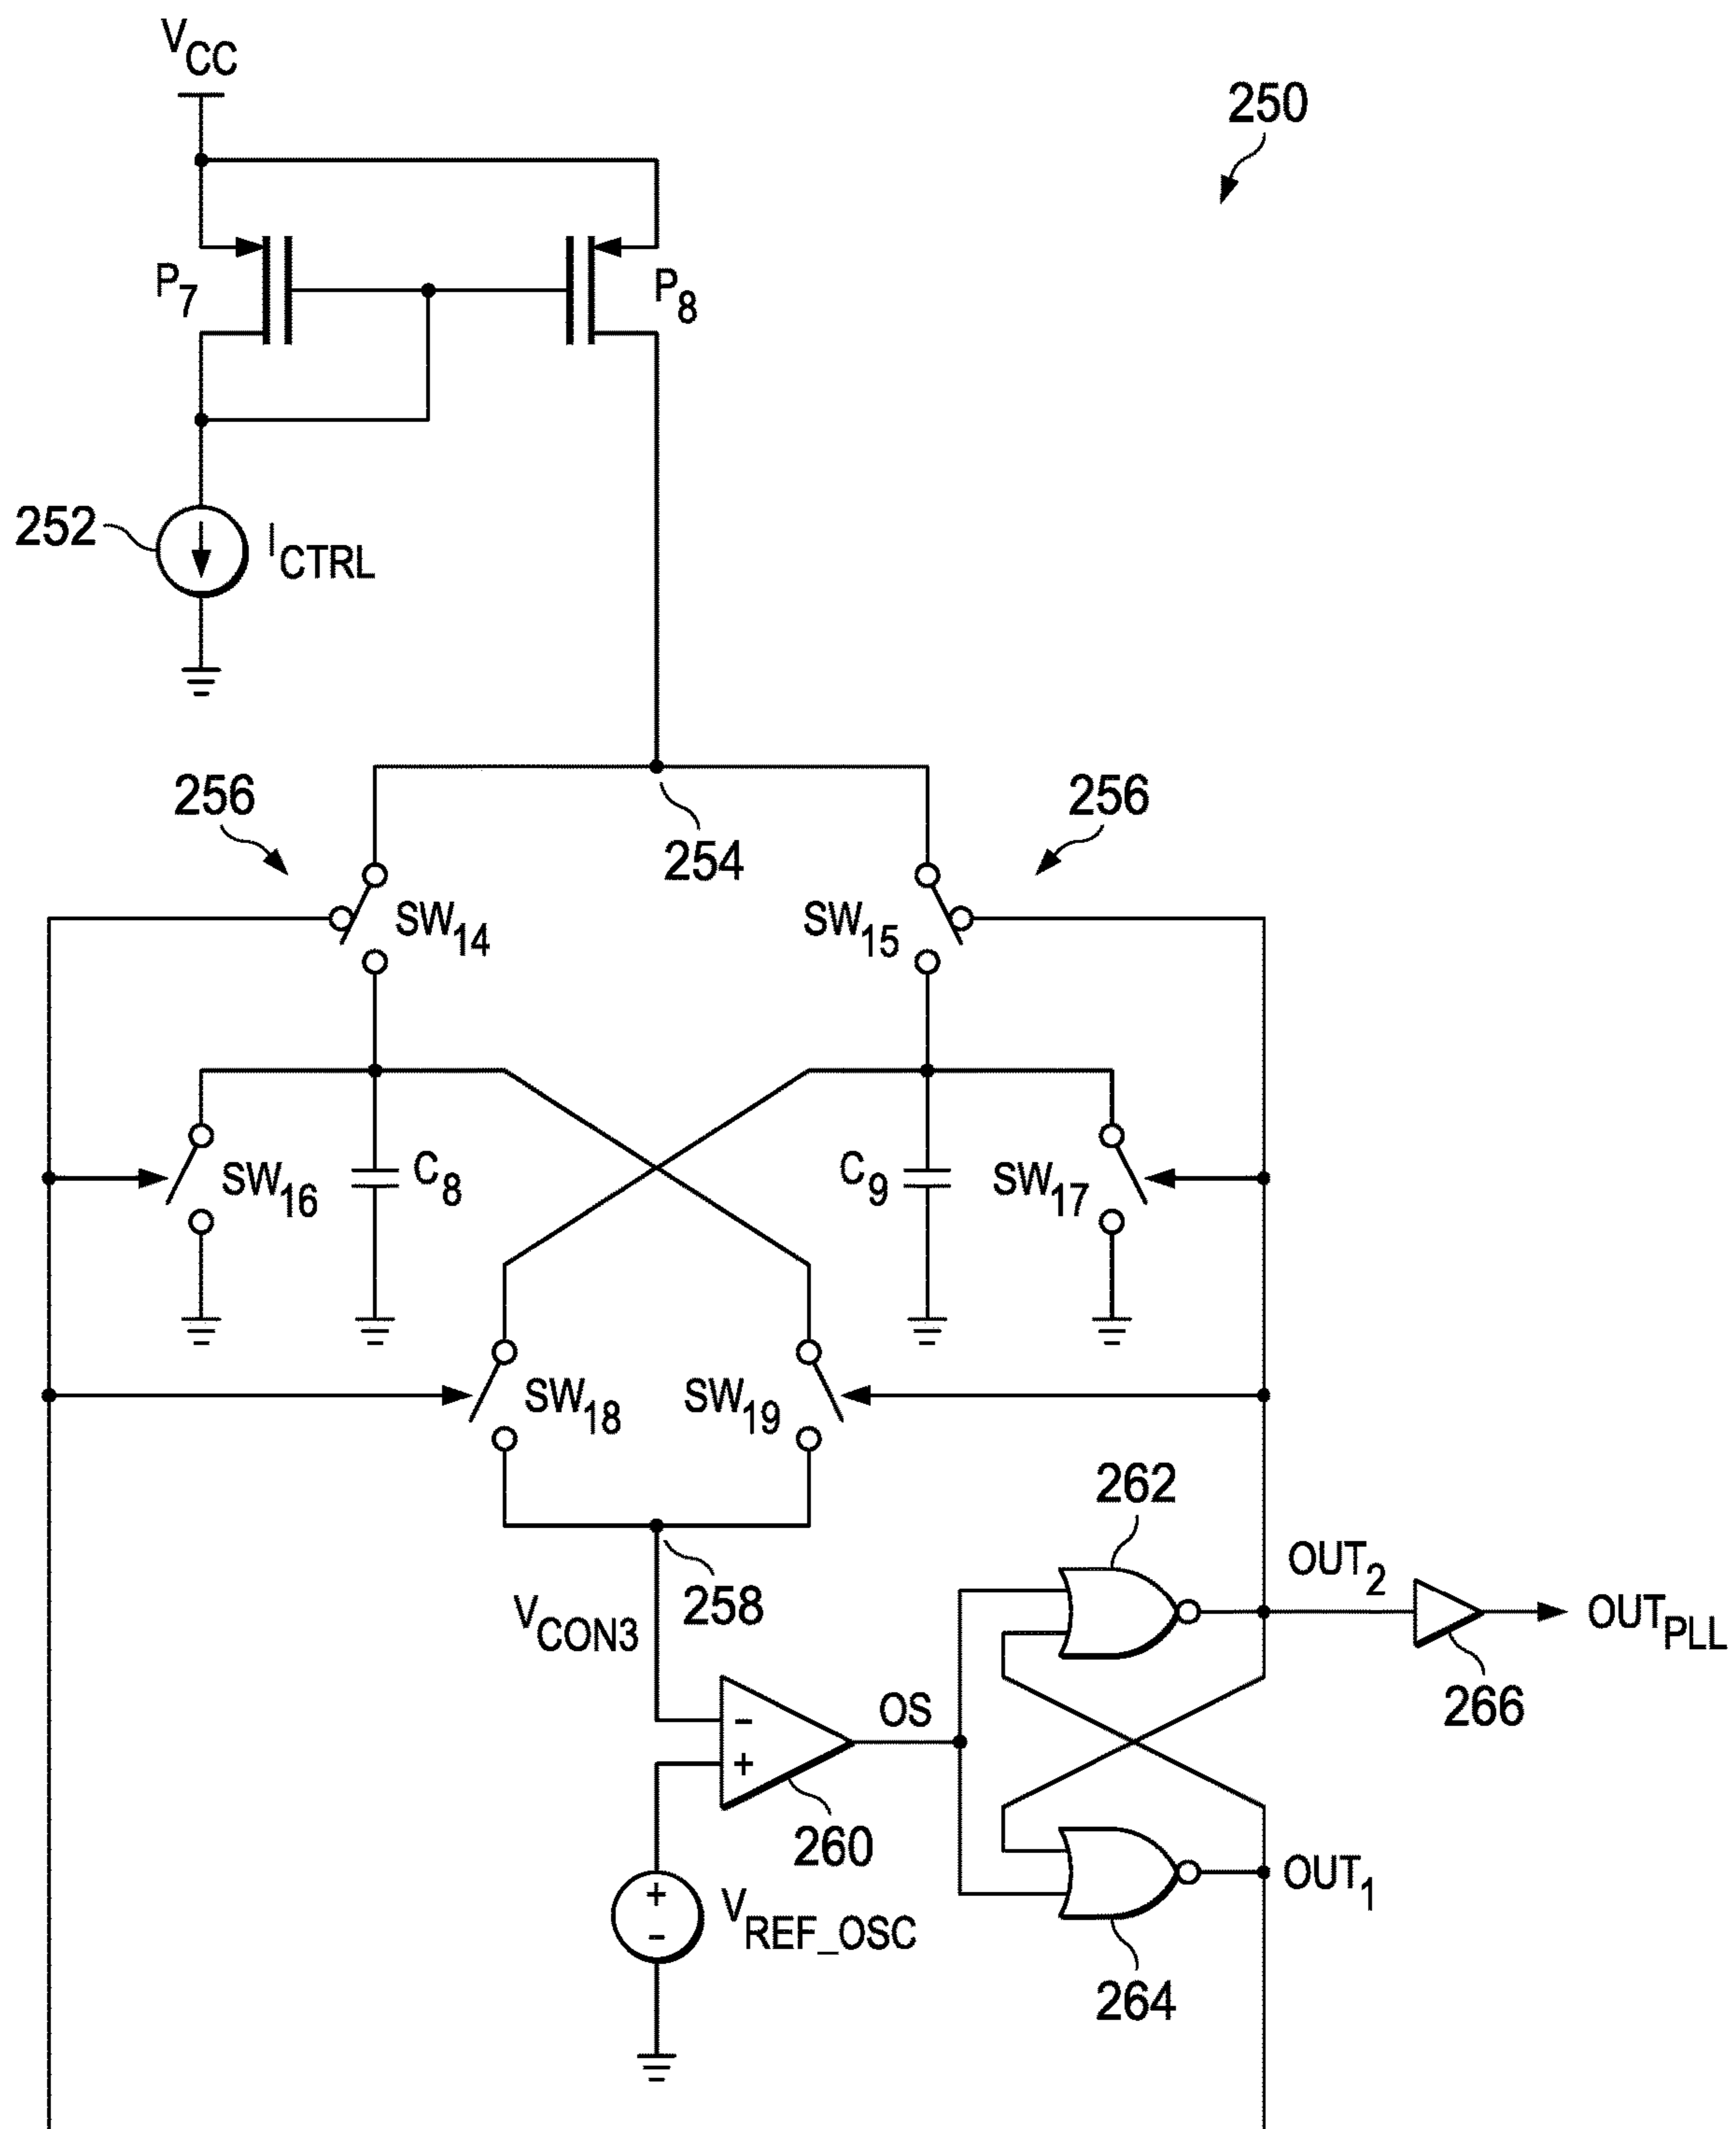 VCC
250
P7
P8
252
ICTRL
256
256
254
SW14
SW15
SW16
C8
C9
SW17
SW18
SW19
262
OUT2
OUTPLL
258
VCON3
266
OS
-
+
260
OUT1
+
-
VREF_OSC
264